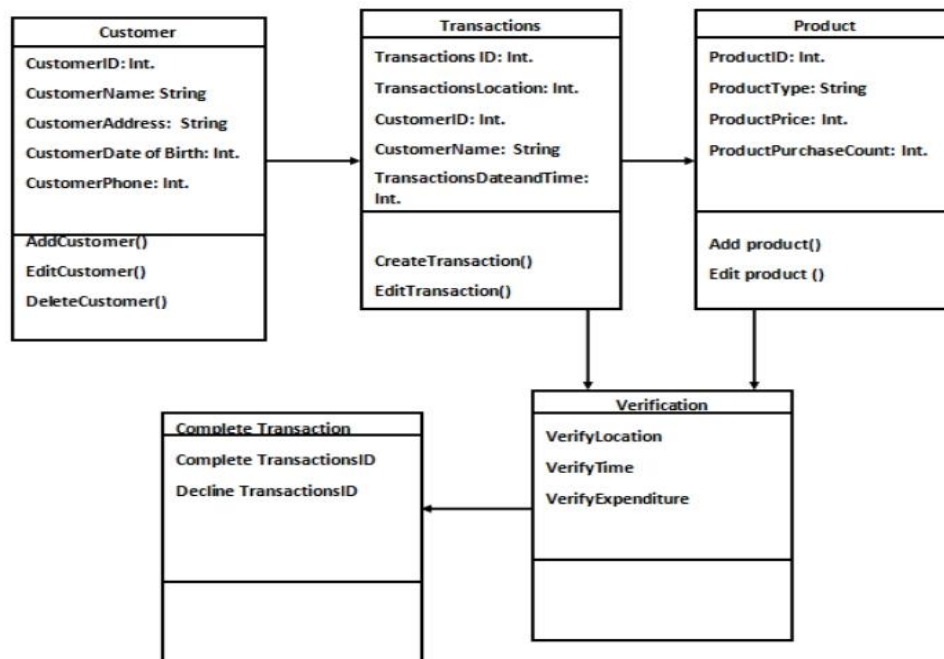 Customer
CustomerID: Int.
CustomerName: String
CustomerAddress: String
CustomerDate of Birth: Int.
CustomerPhone: Int.
AddCustomer()
EditCustomer()
DeleteCustomer()
Transactions
Transactions ID: Int.
TransactionsLocation: Int.
CustomerID: Int.
CustomerName: String
TransactionsDateandTime:
Int.
CreateTransaction()
EditTransaction()
Product
ProductID: Int.
ProductType: String
ProductPrice: Int.
ProductPurchaseCount: Int.
Add product()
Edit product ()
Verification
VerifyLocation
VerifyTime
VerifyExpenditure
Complete Transaction
Complete TransactionsID
Decline TransactionsID